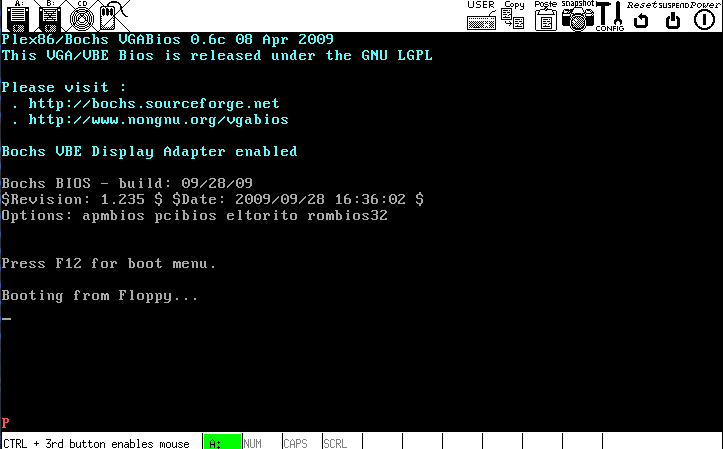 A: B: CD USER Copy Paste snapshot CONFIG Reset SUSPEND Power
Plex86/Bochs VGABios 0.6c 08 Apr 2009
This VGA/VBE Bios is released under the GNU LGPL
Please visit :
. http://bochs.sourceforge.net
. http://www.nongnu.org/vgabios
Bochs VBE Display Adapter enabled
Bochs BIOS - build: 09/28/09
$Revision: 1.235 $ $Date: 2009/09/28 16:36:02 $
Options: apmbios pcibios eltorito rombios32
Press F12 for boot menu.
Booting from Floppy...
_
P
CTRL + 3rd button enables mouse A: NUM CAPS SCRL